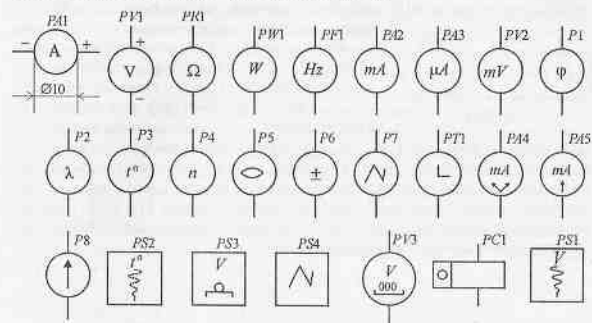 PA1 PV1 PR1 PW1 PF1 PA2 PA3 PV2 P1
− A + + V − Ω W Hz mA μA mV φ
Ø10
P2 P3 P4 P5 P6 P7 PT1 PA4 PA5
λ t° n ± mA mA
P8 PS2 PS3 PS4 PV3 PC1 PS1
t° V V V
000